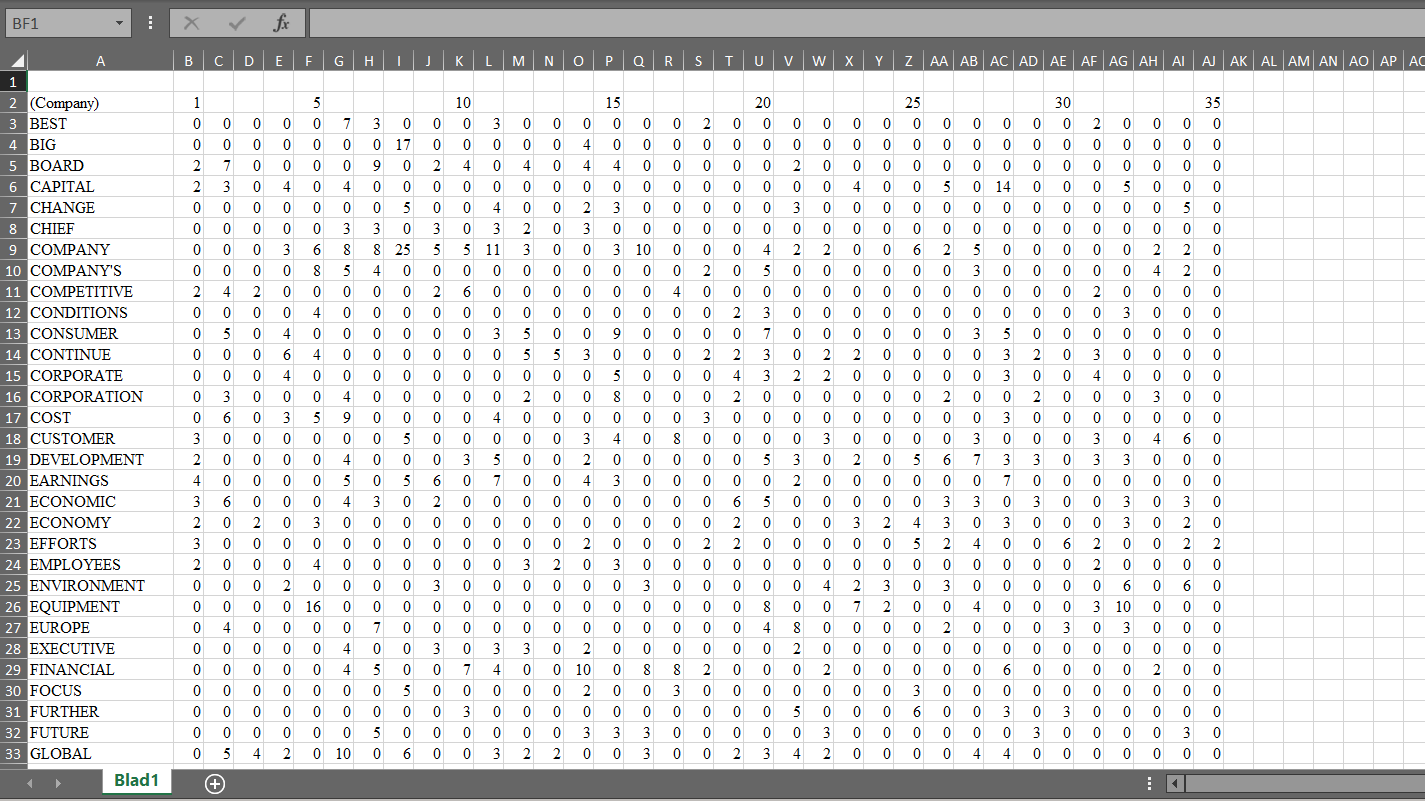 BF1 fx
A B C D E F G H I J K L M N O P Q R S T U V W X Y Z AA AB AC AD AE AF AG AH AI AJ AK AL AM AN AO AP
1
2 (Company) 1 5 10 15 20 25 30 35
3 BEST 0 0 0 0 0 7 3 0 0 0 3 0 0 0 0 0 0 2 0 0 0 0 0 0 0 0 0 0 0 0 2 0 0 0 0
4 BIG 0 0 0 0 0 0 0 17 0 0 0 0 0 4 0 0 0 0 0 0 0 0 0 0 0 0 0 0 0 0 0 0 0 0 0
5 BOARD 2 7 0 0 0 0 9 0 2 4 0 4 0 4 4 0 0 0 0 0 2 0 0 0 0 0 0 0 0 0 0 0 0 0 0
6 CAPITAL 2 3 0 4 0 4 0 0 0 0 0 0 0 0 0 0 0 0 0 0 0 0 4 0 0 5 0 14 0 0 0 5 0 0 0
7 CHANGE 0 0 0 0 0 0 0 5 0 0 4 0 0 2 3 0 0 0 0 0 3 0 0 0 0 0 0 0 0 0 0 0 0 5 0
8 CHIEF 0 0 0 0 0 3 3 0 3 0 3 2 0 3 0 0 0 0 0 0 0 0 0 0 0 0 0 0 0 0 0 0 0 0 0
9 COMPANY 0 0 0 3 6 8 8 25 5 5 11 3 0 0 3 10 0 0 0 4 2 2 0 0 6 2 5 0 0 0 0 0 2 2 0
10 COMPANY'S 0 0 0 0 8 5 4 0 0 0 0 0 0 0 0 0 0 2 0 5 0 0 0 0 0 0 3 0 0 0 0 0 4 2 0
11 COMPETITIVE 2 4 2 0 0 0 0 0 2 6 0 0 0 0 0 0 4 0 0 0 0 0 0 0 0 0 0 0 0 0 2 0 0 0 0
12 CONDITIONS 0 0 0 0 4 0 0 0 0 0 0 0 0 0 0 0 0 0 2 3 0 0 0 0 0 0 0 0 0 0 0 3 0 0 0
13 CONSUMER 0 5 0 4 0 0 0 0 0 0 3 5 0 0 9 0 0 0 0 7 0 0 0 0 0 0 3 5 0 0 0 0 0 0 0
14 CONTINUE 0 0 0 6 4 0 0 0 0 0 0 5 5 3 0 0 0 2 2 3 0 2 2 0 0 0 0 3 2 0 3 0 0 0 0
15 CORPORATE 0 0 0 4 0 0 0 0 0 0 0 0 0 0 5 0 0 0 4 3 2 2 0 0 0 0 0 3 0 0 4 0 0 0 0
16 CORPORATION 0 3 0 0 0 4 0 0 0 0 0 2 0 0 8 0 0 0 2 0 0 0 0 0 0 2 0 0 2 0 0 0 3 0 0
17 COST 0 6 0 3 5 9 0 0 0 0 4 0 0 0 0 0 0 3 0 0 0 0 0 0 0 0 0 3 0 0 0 0 0 0 0
18 CUSTOMER 3 0 0 0 0 0 0 5 0 0 0 0 0 3 4 0 8 0 0 0 0 3 0 0 0 0 3 0 0 0 3 0 4 6 0
19 DEVELOPMENT 2 0 0 0 0 4 0 0 0 3 5 0 0 2 0 0 0 0 0 5 3 0 2 0 5 6 7 3 3 0 3 3 0 0 0
20 EARNINGS 4 0 0 0 0 5 0 5 6 0 7 0 0 4 3 0 0 0 0 0 2 0 0 0 0 0 0 7 0 0 0 0 0 0 0
21 ECONOMIC 3 6 0 0 0 4 3 0 2 0 0 0 0 0 0 0 0 0 6 5 0 0 0 0 0 3 3 0 3 0 0 3 0 3 0
22 ECONOMY 2 0 2 0 3 0 0 0 0 0 0 0 0 0 0 0 0 0 2 0 0 0 3 2 4 3 0 3 0 0 0 3 0 2 0
23 EFFORTS 3 0 0 0 0 0 0 0 0 0 0 0 0 2 0 0 0 2 2 0 0 0 0 0 5 2 4 0 0 6 2 0 0 2 2
24 EMPLOYEES 2 0 0 0 4 0 0 0 0 0 0 3 2 0 3 0 0 0 0 0 0 0 0 0 0 0 0 0 0 0 2 0 0 0 0
25 ENVIRONMENT 0 0 0 2 0 0 0 0 3 0 0 0 0 0 0 3 0 0 0 0 0 4 2 3 0 3 0 0 0 0 0 6 0 6 0
26 EQUIPMENT 0 0 0 0 16 0 0 0 0 0 0 0 0 0 0 0 0 0 0 8 0 0 7 2 0 0 4 0 0 0 3 10 0 0 0
27 EUROPE 0 4 0 0 0 0 7 0 0 0 0 0 0 0 0 0 0 0 0 4 8 0 0 0 0 2 0 0 0 3 0 3 0 0 0
28 EXECUTIVE 0 0 0 0 0 4 0 0 3 0 3 3 0 2 0 0 0 0 0 0 2 0 0 0 0 0 0 0 0 0 0 0 0 0 0
29 FINANCIAL 0 0 0 0 0 4 5 0 0 7 4 0 0 10 0 8 8 2 0 0 0 2 0 0 0 0 0 6 0 0 0 0 2 0 0
30 FOCUS 0 0 0 0 0 0 0 5 0 0 0 0 0 2 0 0 3 0 0 0 0 0 0 0 3 0 0 0 0 0 0 0 0 0 0
31 FURTHER 0 0 0 0 0 0 0 0 0 3 0 0 0 0 0 0 0 0 0 0 5 0 0 0 6 0 0 3 0 3 0 0 0 0 0
32 FUTURE 0 0 0 0 0 0 5 0 0 0 0 0 0 3 3 3 0 0 0 0 0 3 0 0 0 0 0 0 3 0 0 0 0 3 0
33 GLOBAL 0 5 4 2 0 10 0 6 0 0 3 2 2 0 0 3 0 0 2 3 4 2 0 0 0 0 4 4 0 0 0 0 0 0 0
Blad1